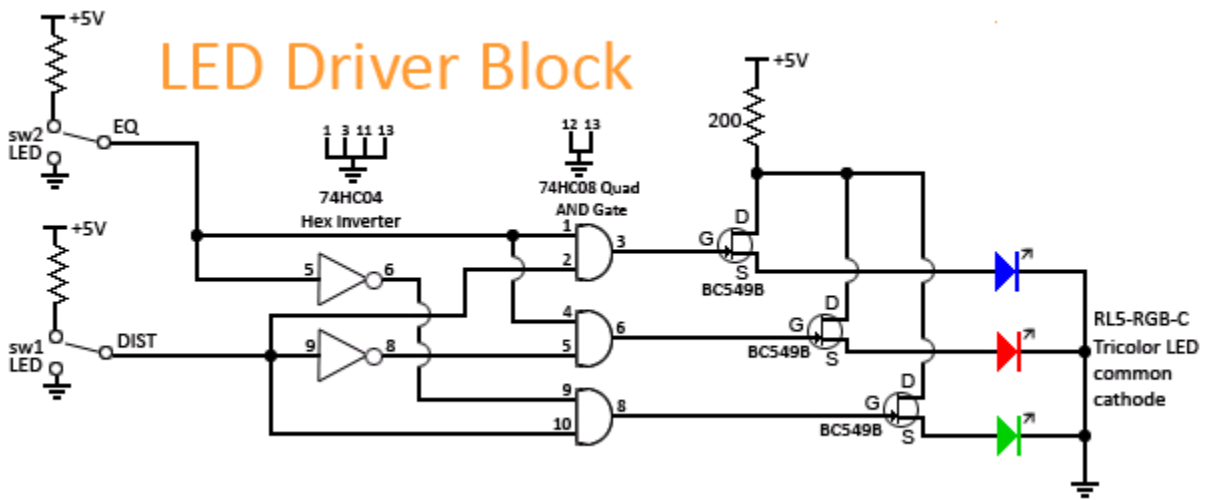 +5V
LED Driver Block
+5V
200
sw2
LED
EQ
1 3 11 13
12 13
74HC04
Hex Inverter
74HC08 Quad
AND Gate
+5V
1
2
3
5
6
G
D
S
BC549B
sw1
LED
DIST
9
8
4
5
6
G
D
S
BC549B
9
10
8
G
D
S
BC549B
RL5-RGB-C
Tricolor LED
common
cathode